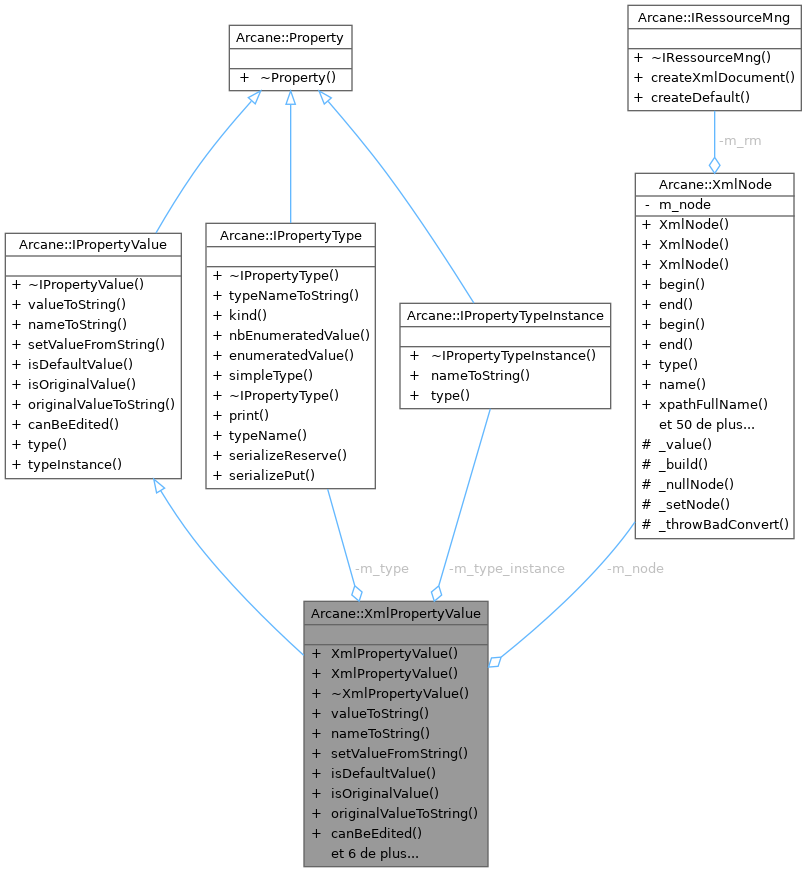 Arcane::IRessourceMng
+ ~IRessourceMng()
+ createXmlDocument()
+ createDefault()
Arcane::Property
+ ~Property()
-m_rm
Arcane::XmlNode
- m_node
+ XmlNode()
+ XmlNode()
+ XmlNode()
+ begin()
+ end()
+ begin()
+ end()
+ type()
+ name()
+ xpathFullName()
et 50 de plus...
# _value()
# _build()
# _nullNode()
# _setNode()
# _throwBadConvert()
Arcane::IPropertyValue
+ ~IPropertyValue()
+ valueToString()
+ nameToString()
+ setValueFromString()
+ isDefaultValue()
+ isOriginalValue()
+ originalValueToString()
+ canBeEdited()
+ type()
+ typeInstance()
Arcane::IPropertyType
+ ~IPropertyType()
+ typeNameToString()
+ kind()
+ nbEnumeratedValue()
+ enumeratedValue()
+ simpleType()
+ ~IPropertyType()
+ print()
+ typeName()
+ serializeReserve()
+ serializePut()
Arcane::IPropertyTypeInstance
+ ~IPropertyTypeInstance()
+ nameToString()
+ type()
-m_type
-m_type_instance
-m_node
Arcane::XmlPropertyValue
+ XmlPropertyValue()
+ XmlPropertyValue()
+ ~XmlPropertyValue()
+ valueToString()
+ nameToString()
+ setValueFromString()
+ isDefaultValue()
+ isOriginalValue()
+ originalValueToString()
+ canBeEdited()
et 6 de plus...